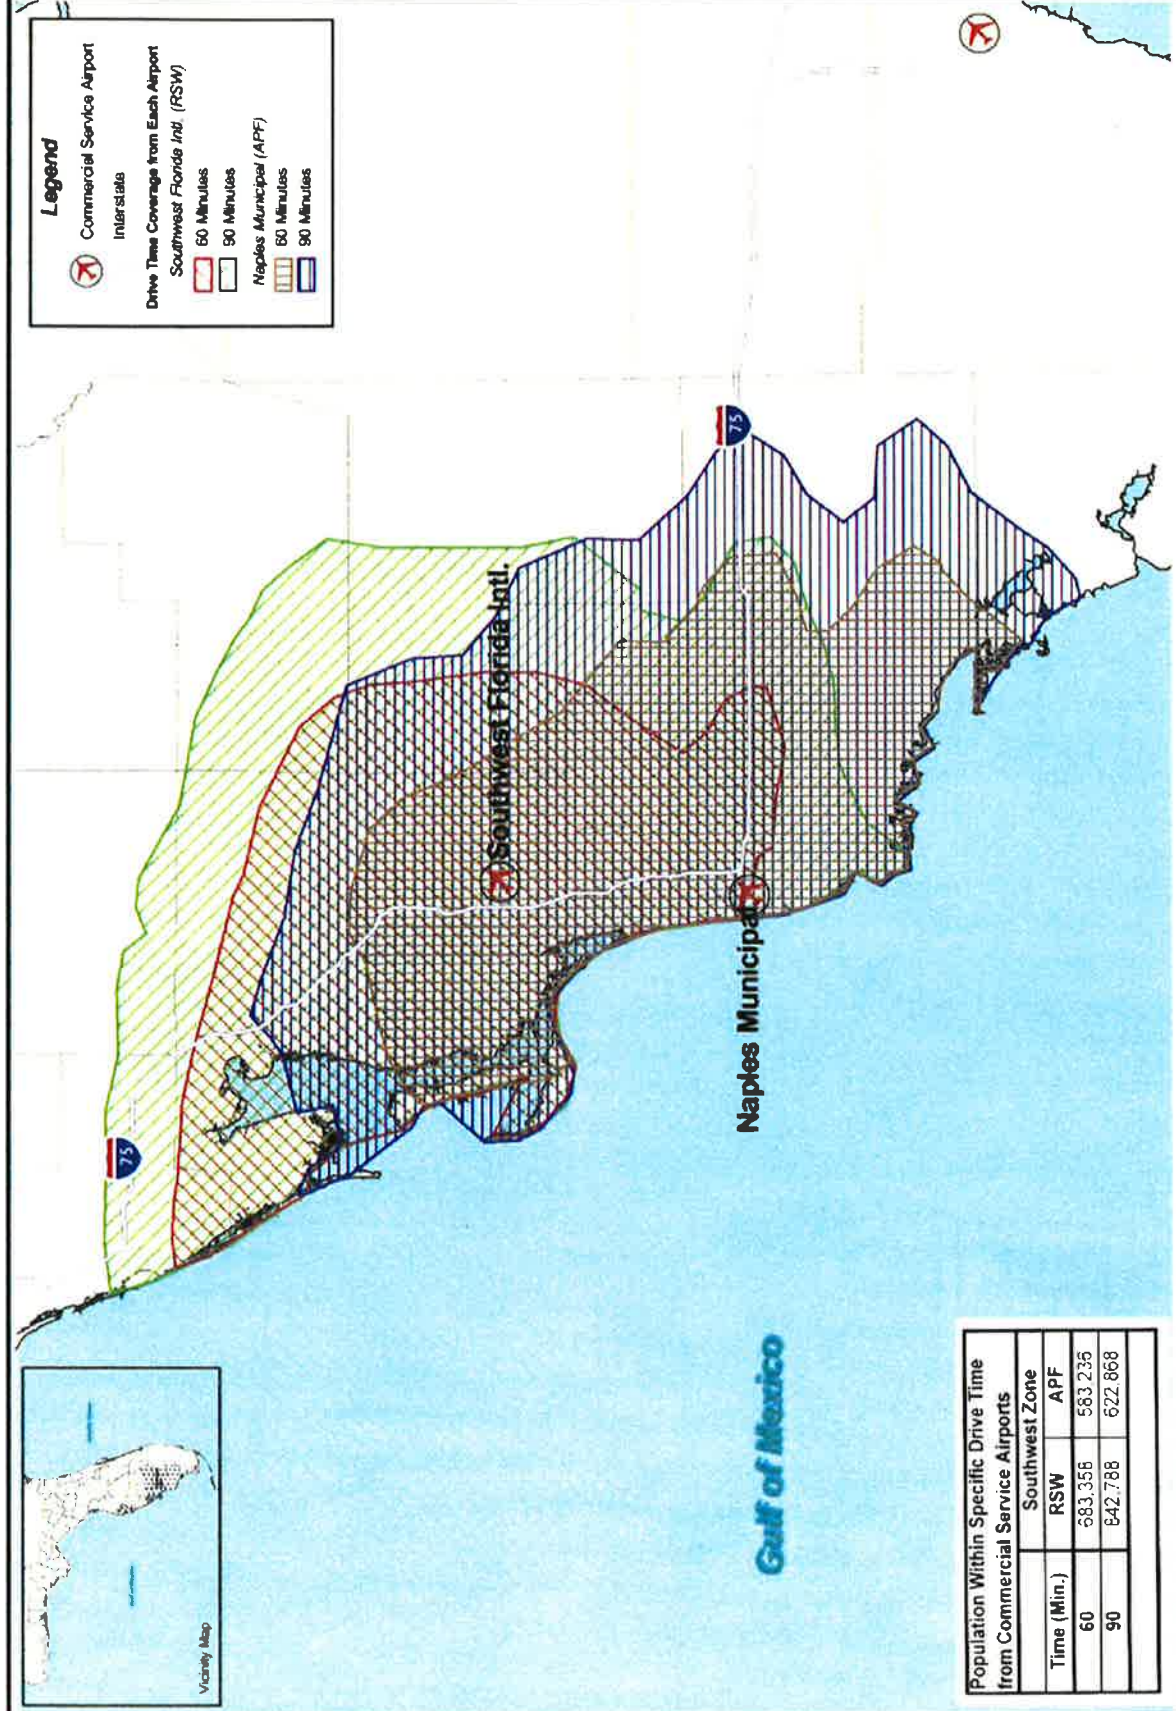 Legend
Commercial Service Airport
Interstate
Drive Time Coverage from Each Airport
Southwest Florida Intl. (RSW)
60 Minutes
90 Minutes
Naples Municipal (APF)
60 Minutes
90 Minutes
75
Southwest Florida Intl.
Naples Municipal
75
Gulf of Mexico
Vicinity Map
Population Within Specific Drive Time
from Commercial Service Airports
Southwest Zone
Time (Min.) RSW APF
60 583,235
90 642,788 622,868